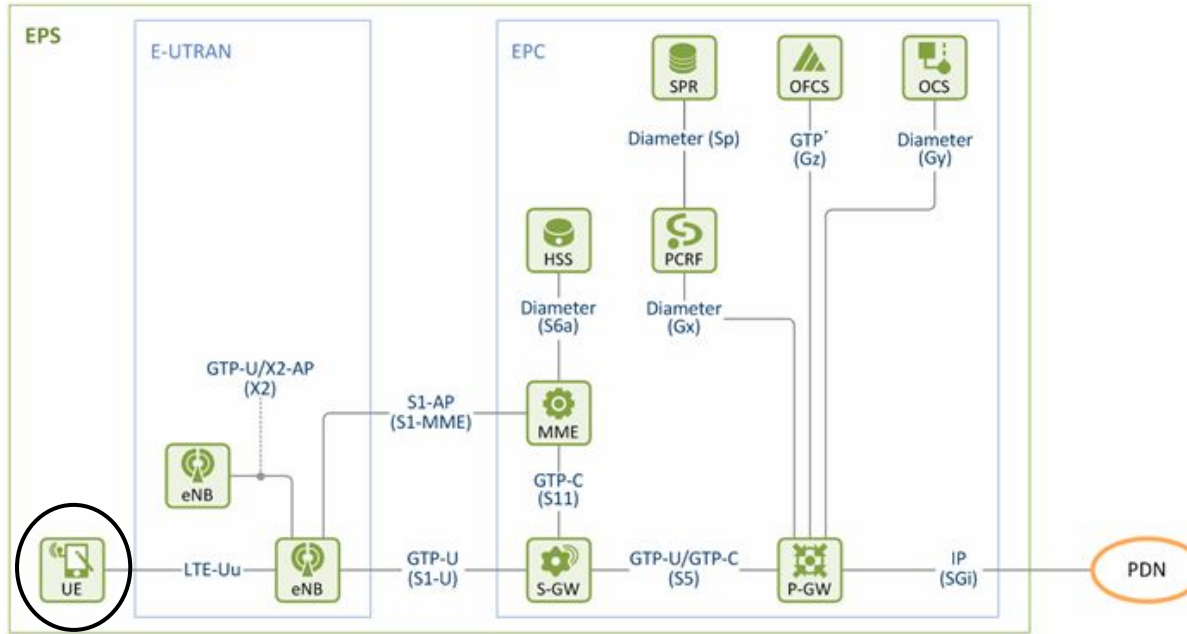 EPS
E-UTRAN
EPC
SPR
OFCS
OCS
Diameter (Sp)
GTP'
(Gz)
Diameter
(Gy)
HSS
PCRF
Diameter
(S6a)
Diameter
(Gx)
GTP-U/X2-AP
(X2)
S1-AP
(S1-MME)
MME
eNB
GTP-C
(S11)
UE
LTE-Uu
eNB
GTP-U
(S1-U)
S-GW
GTP-U/GTP-C
(S5)
P-GW
IP
(SGi)
PDN